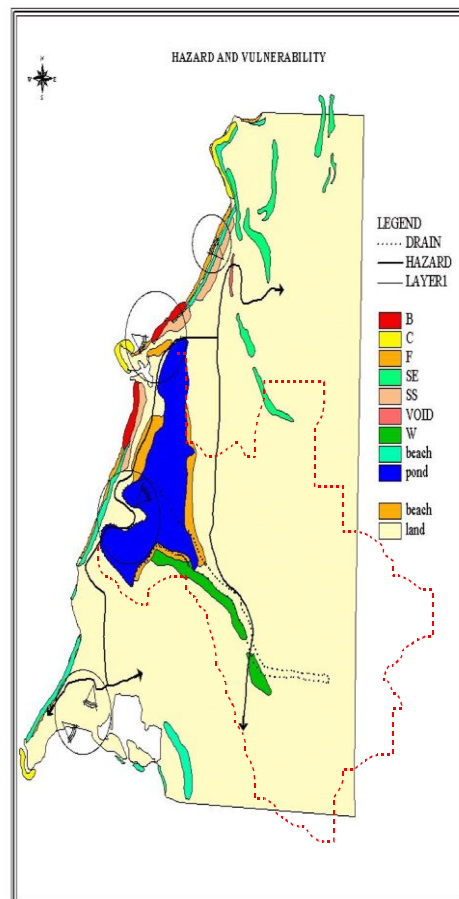 HAZARD AND VULNERABILITY
N
W
E
S
LEGEND
DRAIN
HAZARD
LAYER1
B
C
F
SE
SS
VOID
W
beach
pond
beach
land